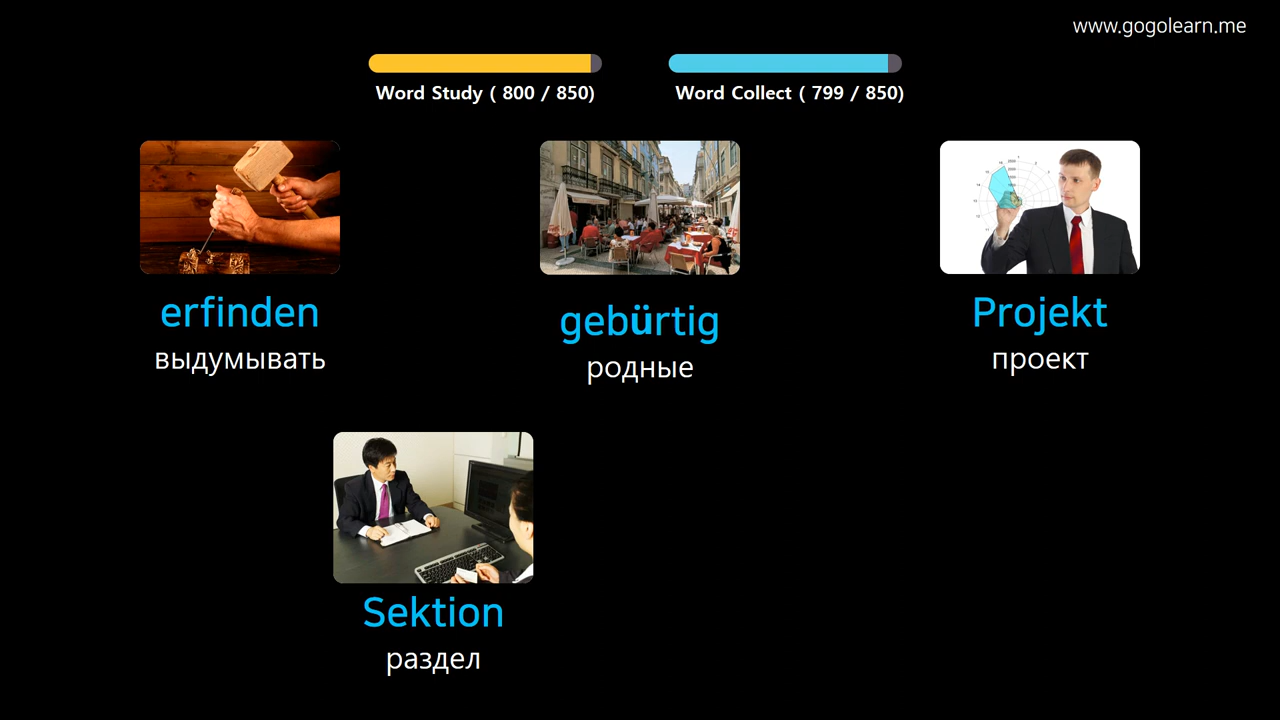 www.gogolearn.me
Word Study ( 800 / 850)
Word Collect ( 799 / 850)
erfinden
выдумывать
gebürtig
родные
Projekt
проект
Sektion
раздел